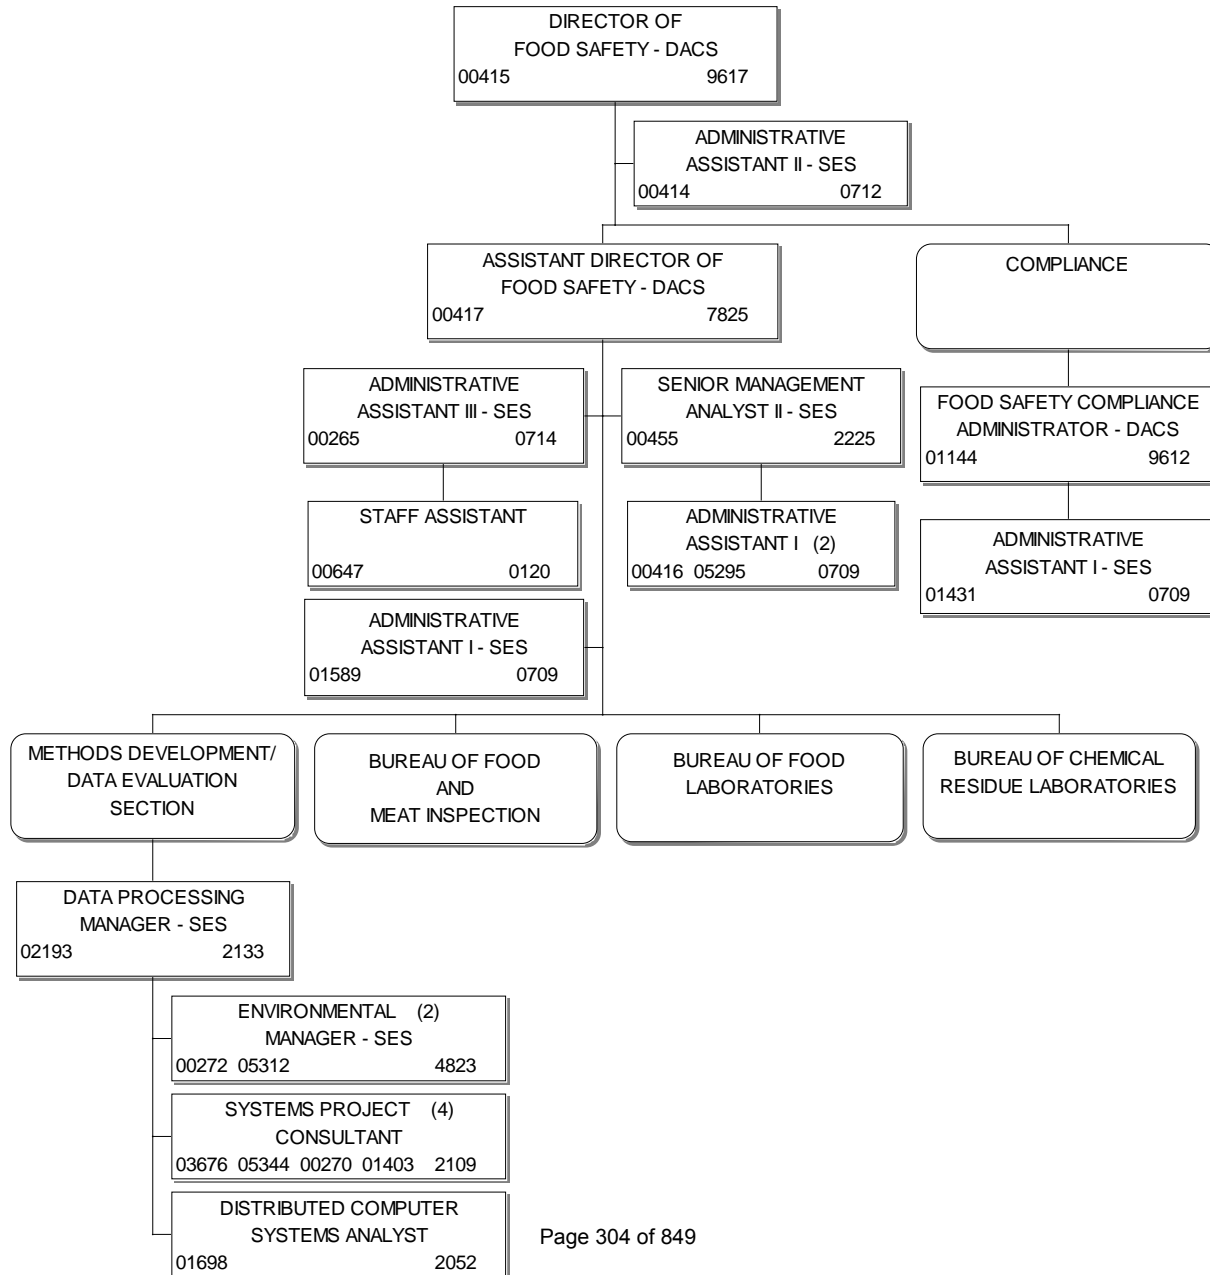 DIRECTOR OF
FOOD SAFETY - DACS
00415 9617
ADMINISTRATIVE
ASSISTANT II - SES
00414 0712
ASSISTANT DIRECTOR OF
FOOD SAFETY - DACS
00417 7825
COMPLIANCE
ADMINISTRATIVE
ASSISTANT III - SES
00265 0714
SENIOR MANAGEMENT
ANALYST II - SES
00455 2225
FOOD SAFETY COMPLIANCE
ADMINISTRATOR - DACS
01144 9612
STAFF ASSISTANT
00647 0120
ADMINISTRATIVE
ASSISTANT I (2)
00416 05295 0709
ADMINISTRATIVE
ASSISTANT I - SES
01431 0709
ADMINISTRATIVE
ASSISTANT I - SES
01589 0709
METHODS DEVELOPMENT/
DATA EVALUATION
SECTION
BUREAU OF FOOD
AND
MEAT INSPECTION
BUREAU OF FOOD
LABORATORIES
BUREAU OF CHEMICAL
RESIDUE LABORATORIES
DATA PROCESSING
MANAGER - SES
02193 2133
ENVIRONMENTAL (2)
MANAGER - SES
00272 05312 4823
SYSTEMS PROJECT (4)
CONSULTANT
03676 05344 00270 01403 2109
DISTRIBUTED COMPUTER
SYSTEMS ANALYST
01698 2052
Page 304 of 849